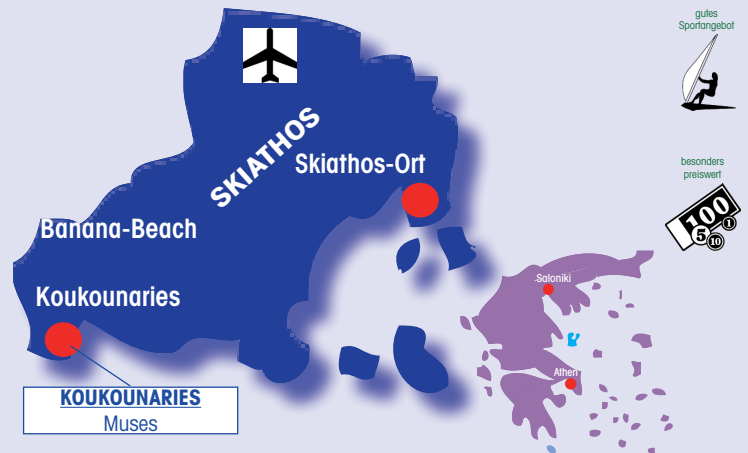 gutes
Sportangebot
SKIATHOS
Skiathos-Ort
besonders
preiswert
100
5
10
1
Banana-Beach
Koukounaries
Saloniki
Athen
KOUKOUNARIES
Muses